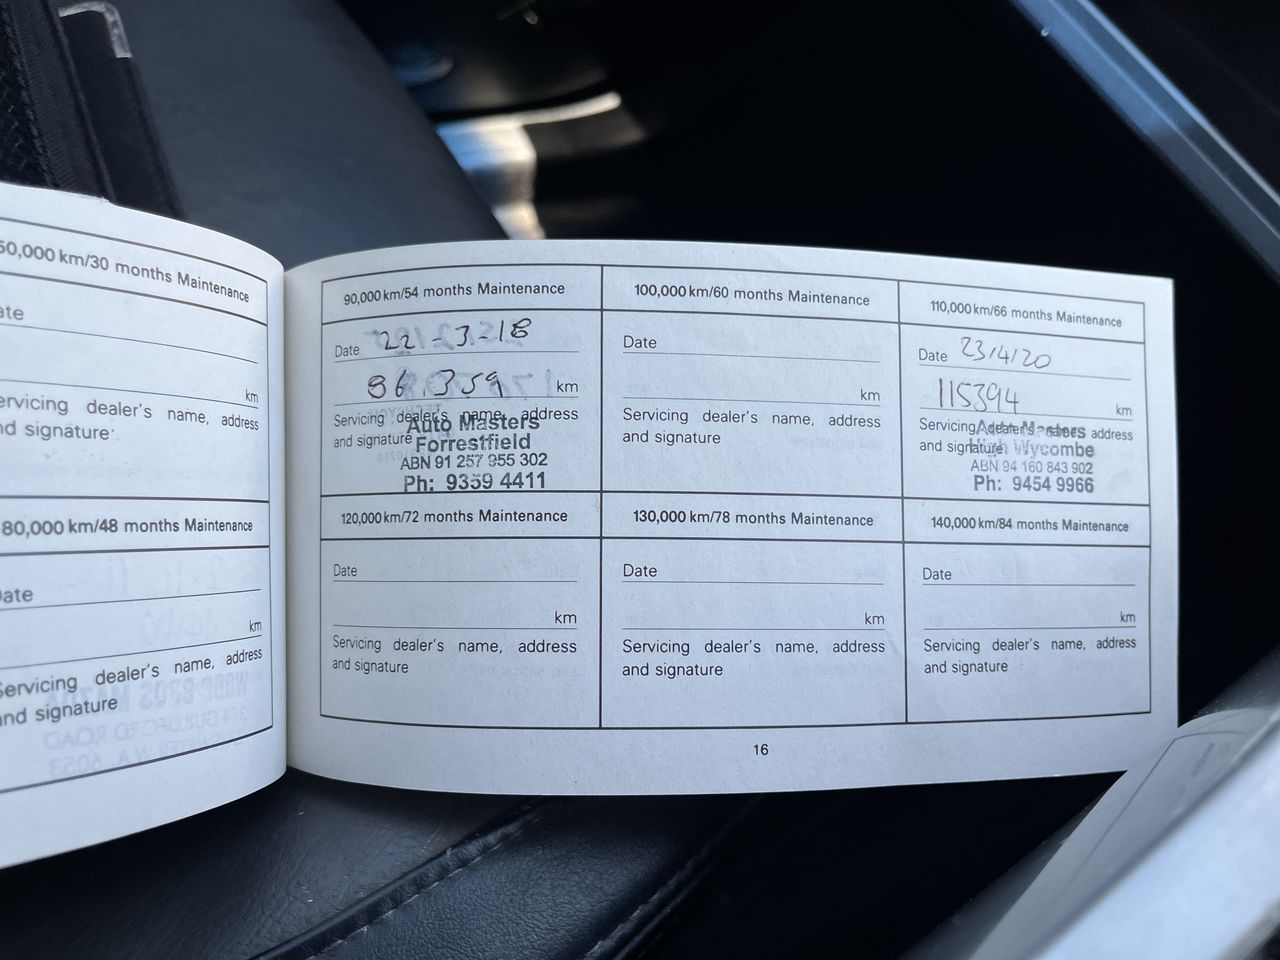 50,000 km/30 months Maintenance
ate
km
ervicing dealer's name, address
nd signature
80,000 km/48 months Maintenance
ate
km
Servicing dealer's name, address
and signature
90,000 km/54 months Maintenance
Date 22-3-18
86.359 km
Servicing dealer's name, address
and signature
Auto Masters
Forrestfield
ABN 91 257 955 302
Ph: 9359 4411
100,000 km/60 months Maintenance
Date
km
Servicing dealer's name, address
and signature
110,000 km/66 months Maintenance
Date 23/4/20
115394 km
Servicing dealer's name, address
and signature
Auto Masters
High Wycombe
ABN 94 160 843 902
Ph: 9454 9966
120,000 km/72 months Maintenance
Date
km
Servicing dealer's name, address
and signature
130,000 km/78 months Maintenance
Date
km
Servicing dealer's name, address
and signature
140,000 km/84 months Maintenance
Date
km
Servicing dealer's name, address
and signature
16